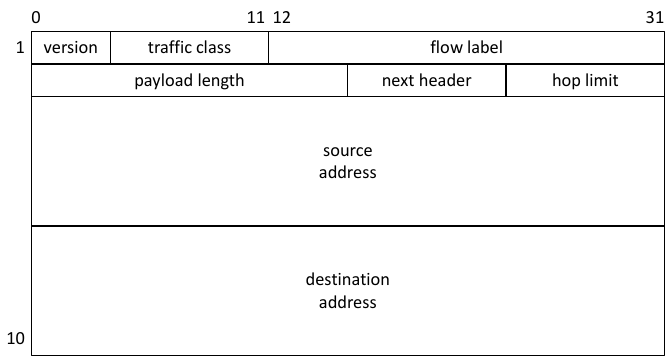 0 11 12 31
1 version traffic class flow label
payload length next header hop limit
source
address
destination
address
10